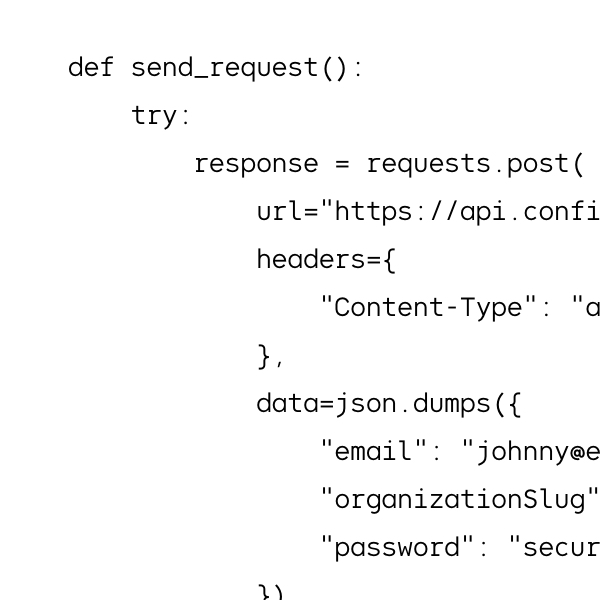 def send_request():
    try:
        response = requests.post(
            url="https://api.confi
            headers={
                "Content-Type": "a
            },
            data=json.dumps({
                "email": "johnny@e
                "organizationSlug"
                "password": "secur
            })